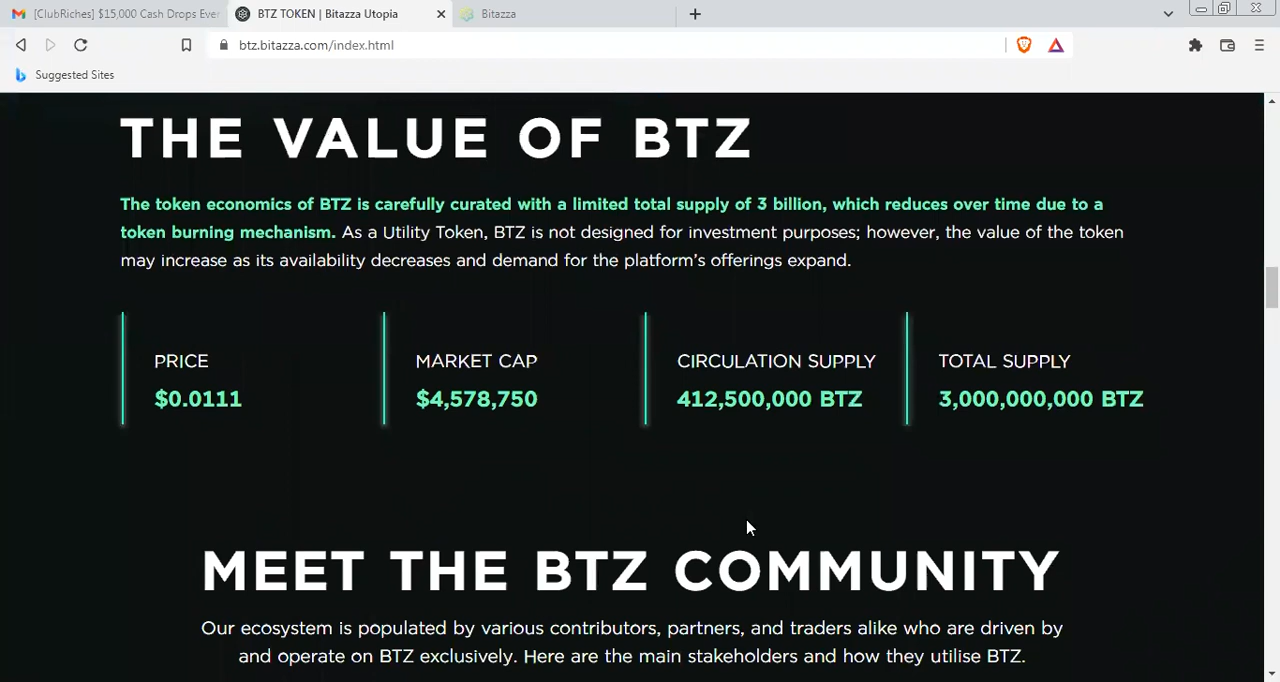 [ClubRiches] $15,000 Cash Drops Ever
BTZ TOKEN | Bitazza Utopia
Bitazza
btz.bitazza.com/index.html
Suggested Sites
THE VALUE OF BTZ
The token economics of BTZ is carefully curated with a limited total supply of 3 billion, which reduces over time due to a
token burning mechanism. As a Utility Token, BTZ is not designed for investment purposes; however, the value of the token
may increase as its availability decreases and demand for the platform's offerings expand.
PRICE
$0.0111
MARKET CAP
$4,578,750
CIRCULATION SUPPLY
412,500,000 BTZ
TOTAL SUPPLY
3,000,000,000 BTZ
MEET THE BTZ COMMUNITY
Our ecosystem is populated by various contributors, partners, and traders alike who are driven by
and operate on BTZ exclusively. Here are the main stakeholders and how they utilise BTZ.